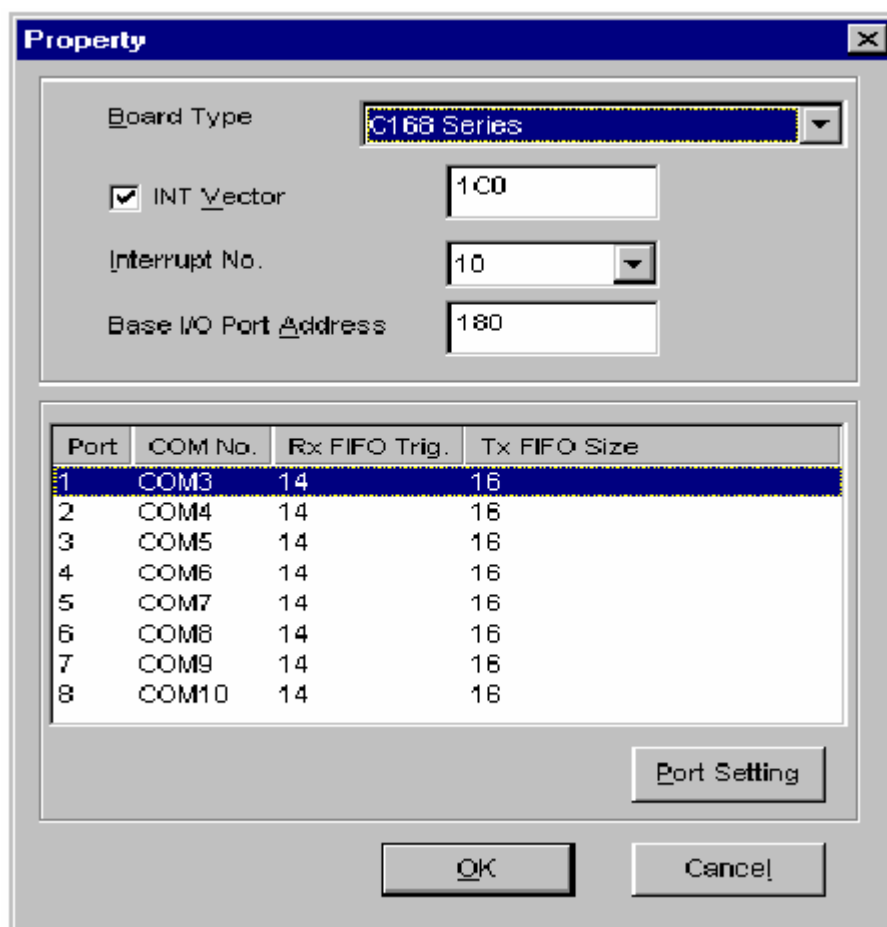 Property
Board Type C168 Series
INT Vector 1C0
Interrupt No. 10
Base I/O Port Address 180
Port COM No. Rx FIFO Trig. Tx FIFO Size
1 COM3 14 16
2 COM4 14 16
3 COM5 14 16
4 COM6 14 16
5 COM7 14 16
6 COM8 14 16
7 COM9 14 16
8 COM10 14 16
Port Setting
OK Cancel